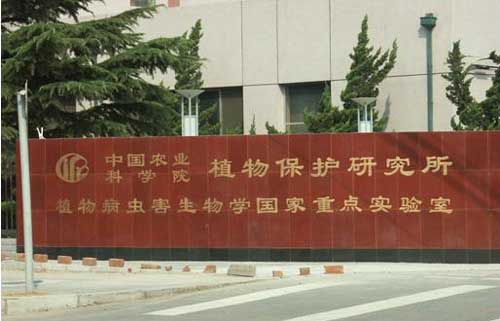 中国农业科学院 植物保护研究所
植物病虫害生物学国家重点实验室